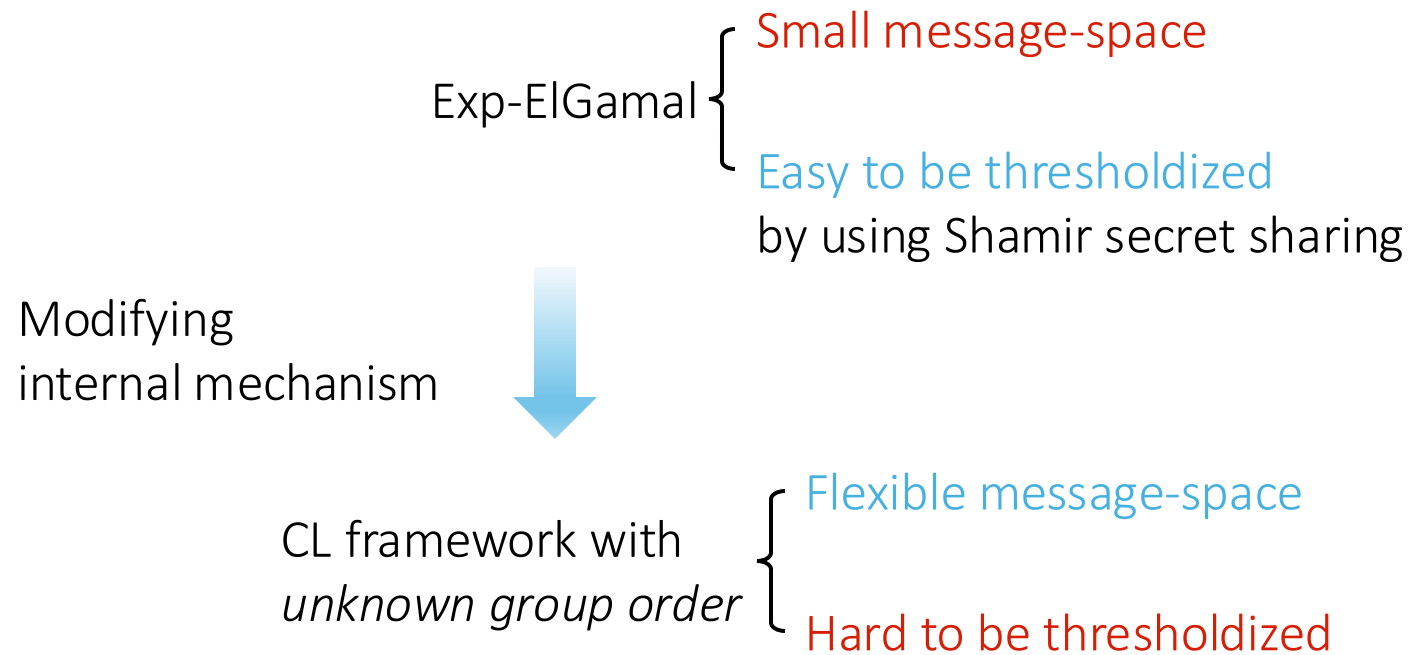 Small message-space
Exp-ElGamal
Easy to be thresholdized
by using Shamir secret sharing
Modifying
internal mechanism
Flexible message-space
CL framework with
unknown group order
Hard to be thresholdized